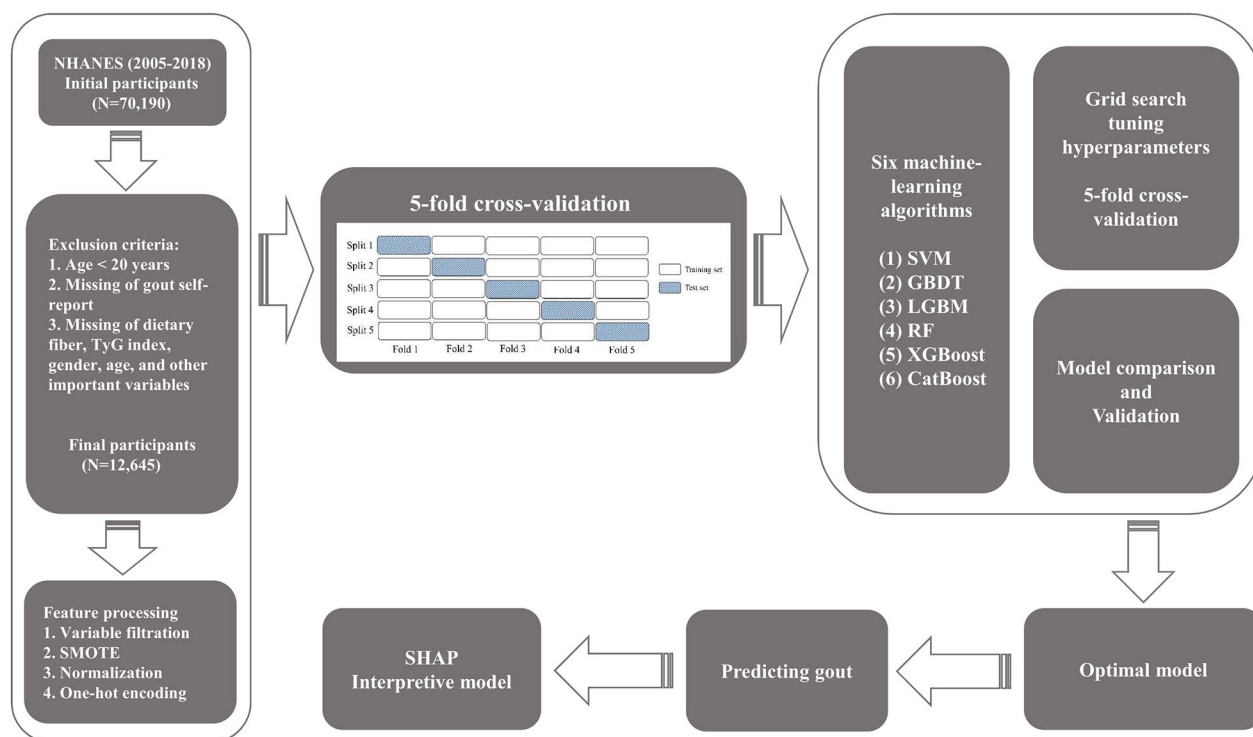 NHANES (2005-2018)
Initial participants
(N=70,190)
Exclusion criteria:
1. Age < 20 years
2. Missing of gout self-
report
3. Missing of dietary
fiber, TyG index,
gender, age, and other
important variables
Final participants
(N=12,645)
Feature processing
1. Variable filtration
2. SMOTE
3. Normalization
4. One-hot encoding
5-fold cross-validation
Split 1
Split 2
Split 3
Split 4
Split 5
Fold 1 Fold 2 Fold 3 Fold 4 Fold 5
Training set
Test set
Six machine-
learning
algorithms
(1) SVM
(2) GBDT
(3) LGBM
(4) RF
(5) XGBoost
(6) CatBoost
Grid search
tuning
hyperparameters
5-fold cross-
validation
Model comparison
and
Validation
Optimal model
Predicting gout
SHAP
Interpretive model